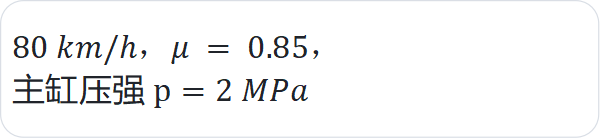 80 km/h，μ = 0.85，
主缸压强 p = 2 MPa